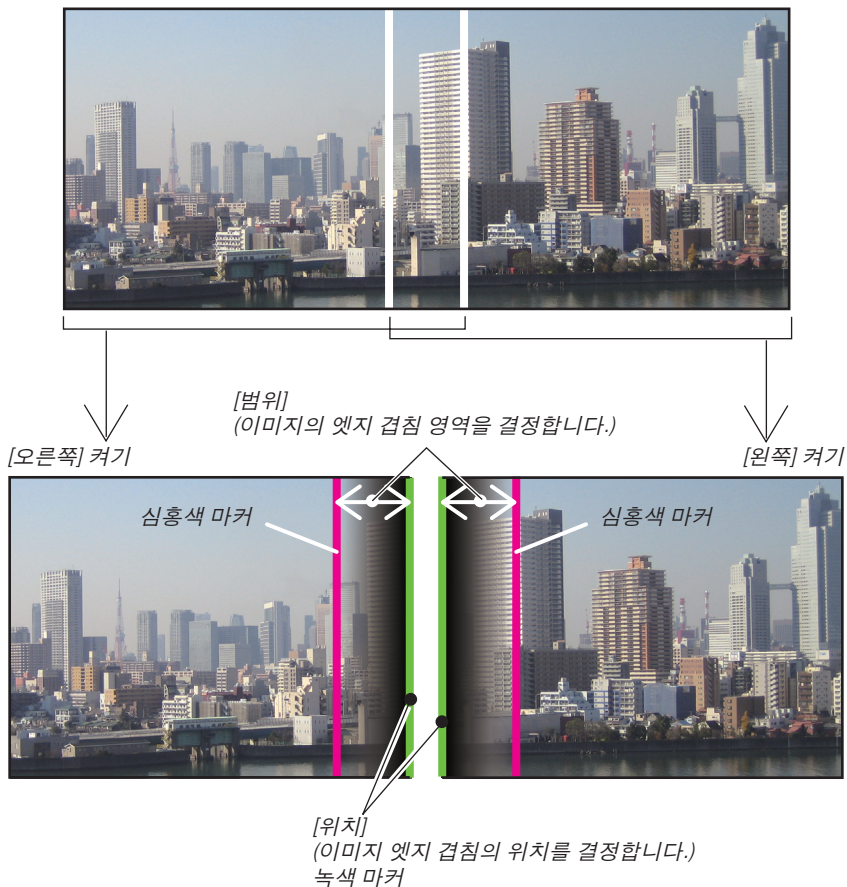 [범위]
(이미지의 엣지 겹침 영역을 결정합니다.)
[오른쪽] 켜기
[왼쪽] 켜기
심홍색 마커
심홍색 마커
[위치]
(이미지 엣지 겹침의 위치를 결정합니다.)
녹색 마커